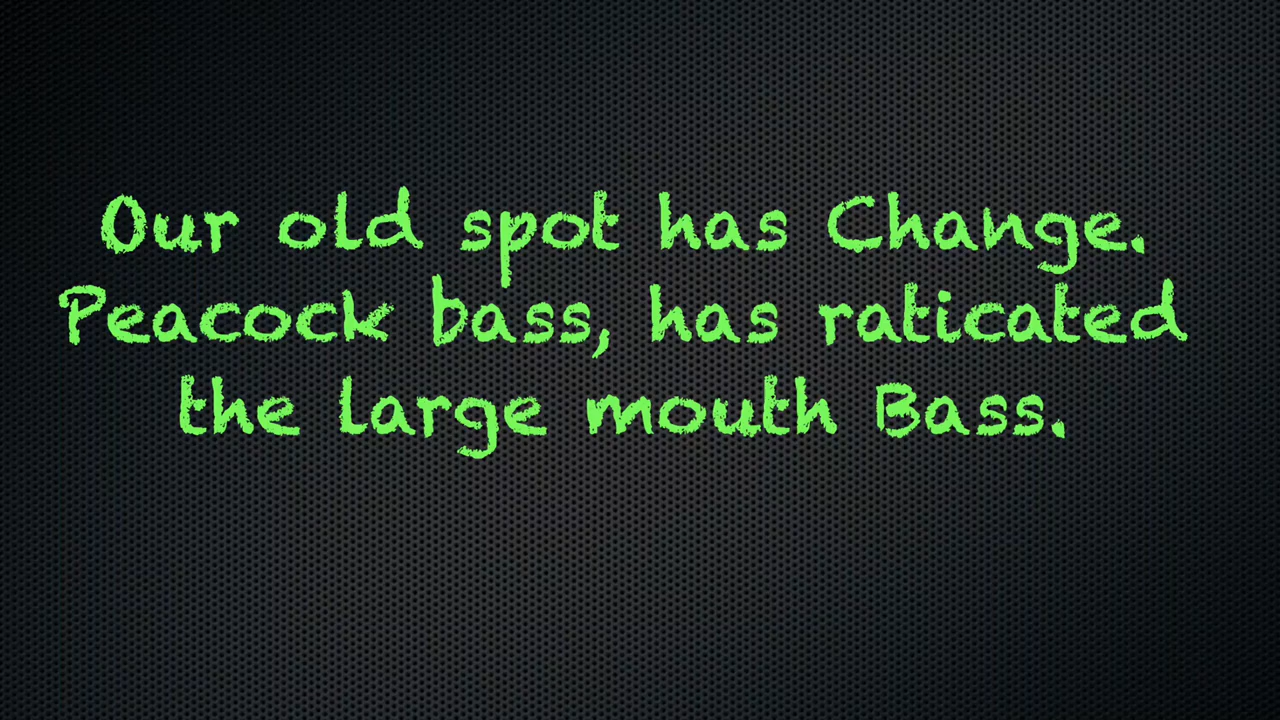 Our old spot has Change.
Peacock bass, has raticated
the large mouth Bass.